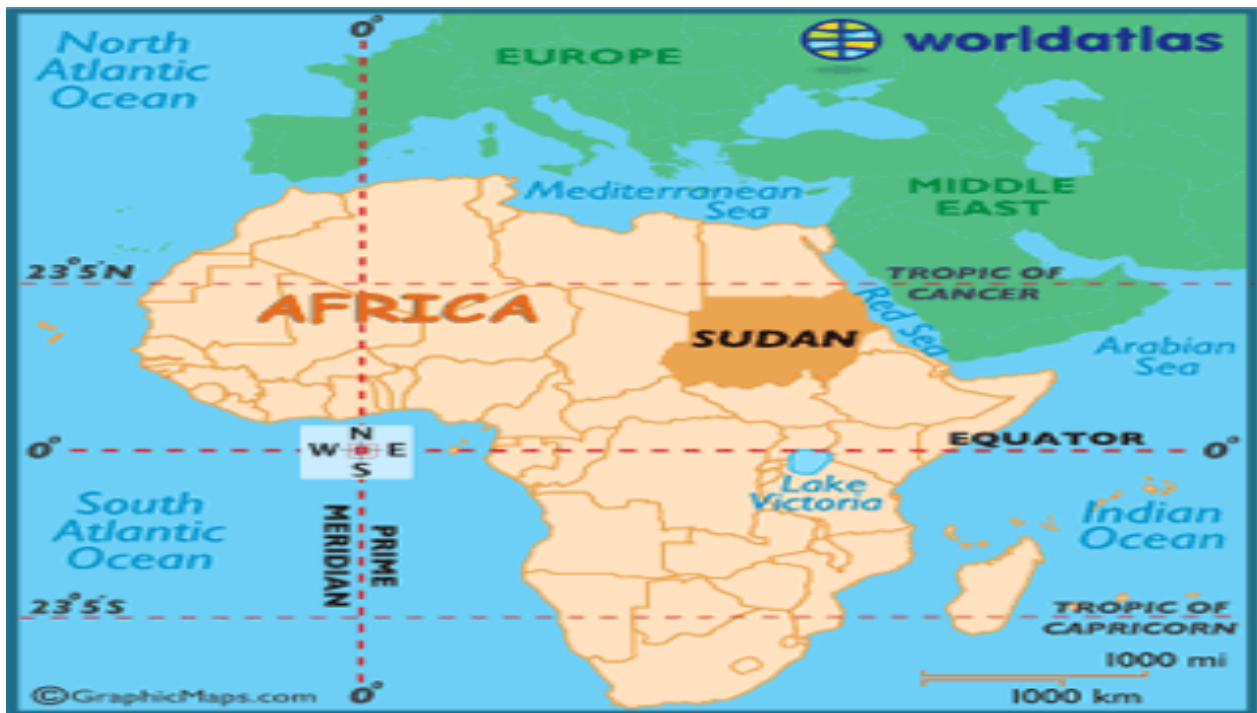 0°
North
Atlantic
Ocean
EUROPE
worldatlas
Mediterranean
Sea
MIDDLE
EAST
23°5'N
TROPIC OF
CANCER
AFRICA
SUDAN
Red Sea
Arabian
Sea
0°
N
W E
S
EQUATOR
0°
Lake
Victoria
South
Atlantic
Ocean
PRIME
MERIDIAN
Indian
Ocean
23°5'S
TROPIC OF
CAPRICORN
1000 mi
1000 km
©GraphicMaps.com
0°